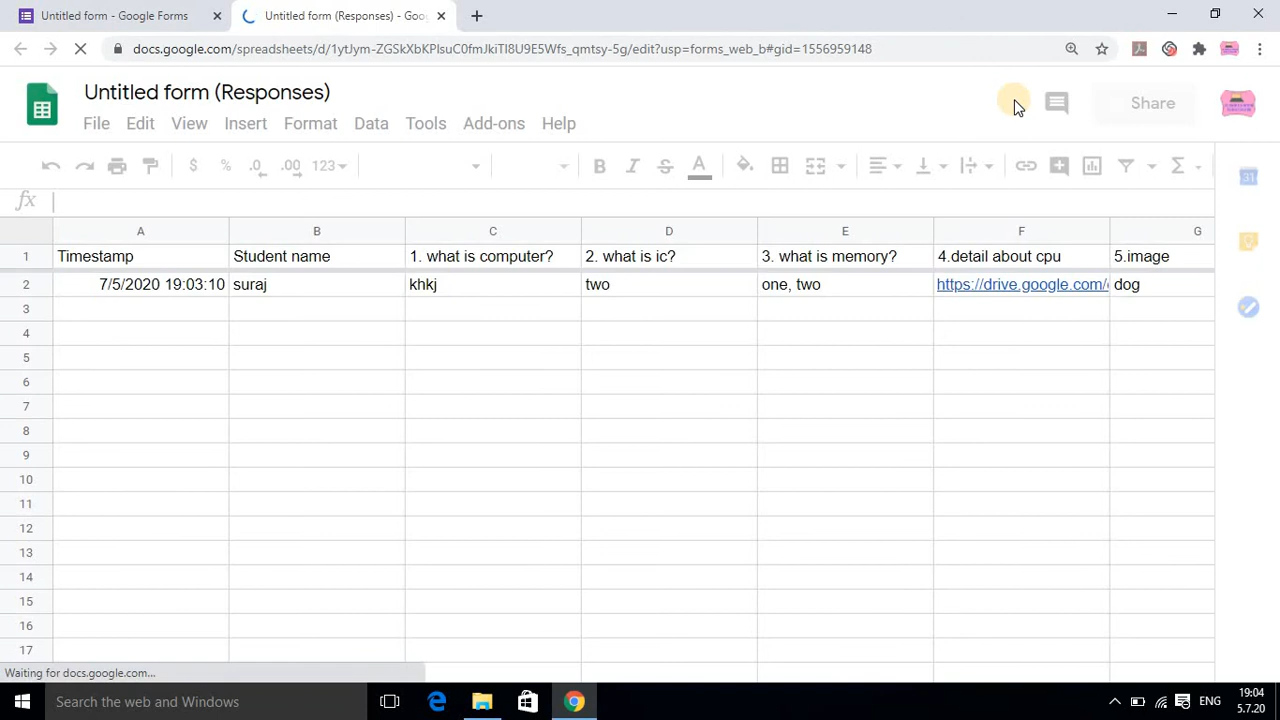 Untitled form - Google Forms
Untitled form (Responses) - Goog
docs.google.com/spreadsheets/d/1ytJym-ZGSkXbKPlsuC0fmJkiTI8U9E5Wfs_qmtsy-5g/edit?usp=forms_web_b#gid=1556959148
Untitled form (Responses)
Share
File Edit View Insert Format Data Tools Add-ons Help
$ % .0 .00 123
B I S A Σ
31
fx
A B C D E F G
1 Timestamp Student name 1. what is computer? 2. what is ic? 3. what is memory? 4.detail about cpu 5.image
2 7/5/2020 19:03:10 suraj khkj two one, two https://drive.google.com/ dog
3
4
5
6
7
8
9
10
11
12
13
14
15
16
17
Waiting for docs.google.com...
Search the web and Windows
ENG
19:04
5.7.20